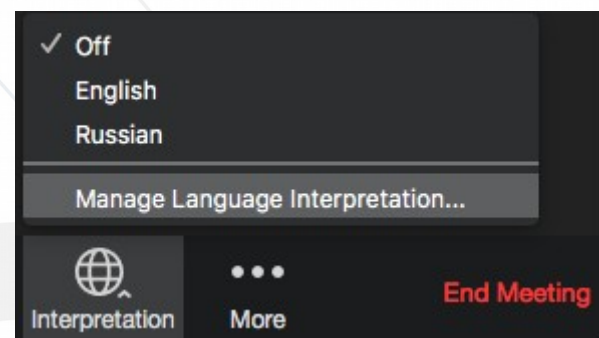 Off
English
Russian
Manage Language Interpretation...
Interpretation
More
End Meeting